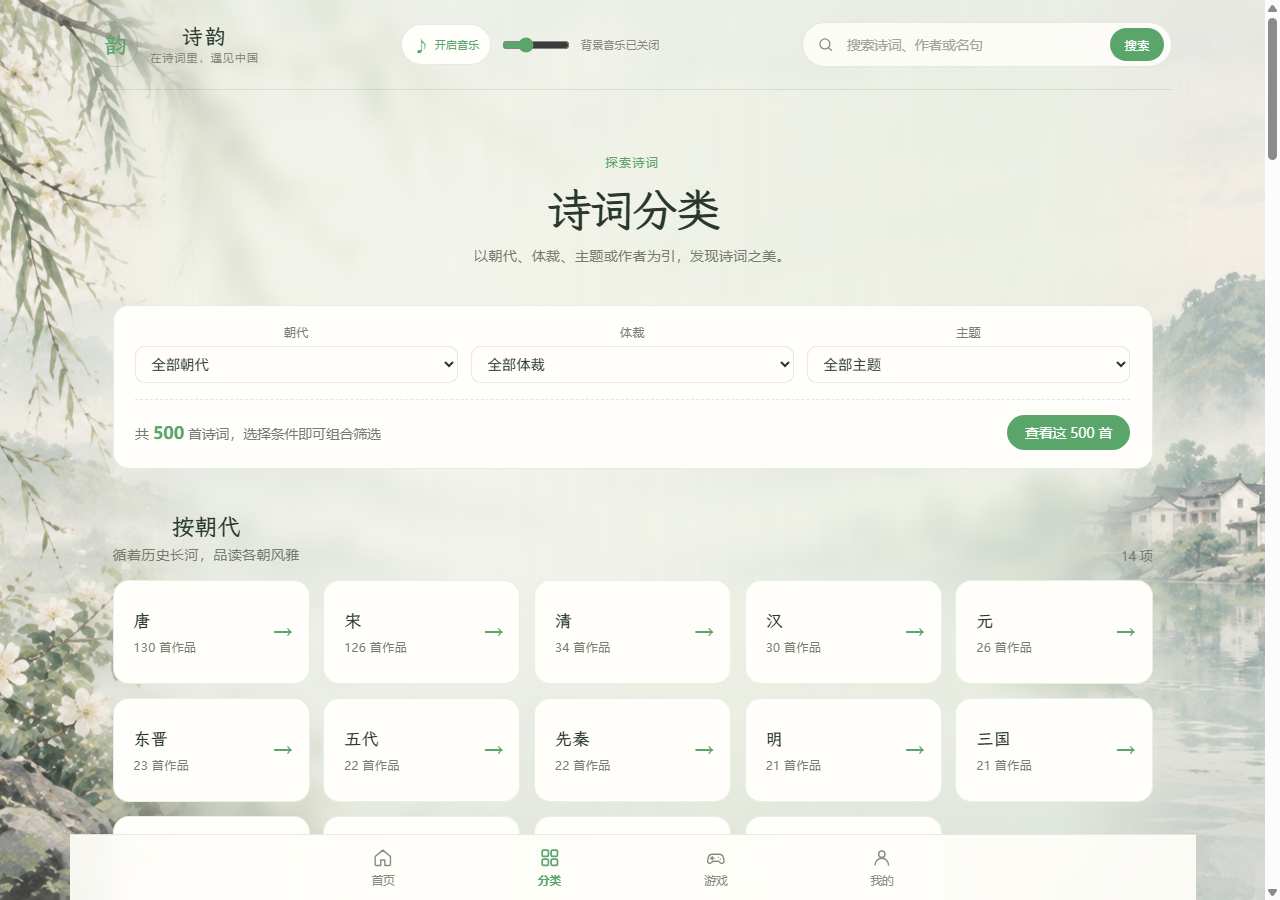 韵
诗韵
在诗词里，遇见中国
开启音乐
背景音乐已关闭
搜索诗词、作者或名句
搜索
探索诗词
诗词分类
以朝代、体裁、主题或作者为引，发现诗词之美。
朝代
体裁
主题
全部朝代
全部体裁
全部主题
共 500 首诗词，选择条件即可组合筛选
查看这 500 首
按朝代
循着历史长河，品读各朝风雅
14 项
唐
130 首作品
宋
126 首作品
清
34 首作品
汉
30 首作品
元
26 首作品
东晋
23 首作品
五代
22 首作品
先秦
22 首作品
明
21 首作品
三国
21 首作品
首页
分类
游戏
我的